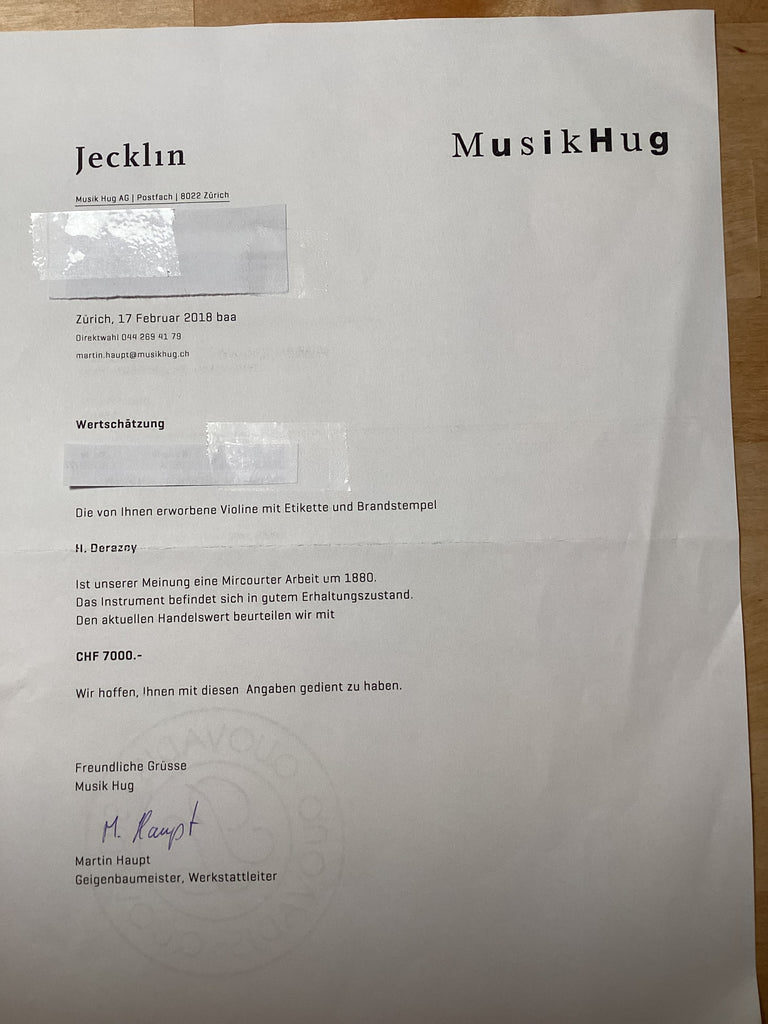 Jecklin
MusikHug
Musik Hug AG | Postfach | 8022 Zürich
Zürich, 17 Februar 2018 baa
Direktwahl 044 269 41 79
martin.haupt@musikhug.ch
Wertschätzung
Die von Ihnen erworbene Violine mit Etikette und Brandstempel
H. Derazny
Ist unserer Meinung eine Mircourter Arbeit um 1880.
Das Instrument befindet sich in gutem Erhaltungszustand.
Den aktuellen Handelswert beurteilen wir mit
CHF 7000.-
Wir hoffen, Ihnen mit diesen Angaben gedient zu haben.
Freundliche Grüsse
Musik Hug
M. Haupt
Martin Haupt
Geigenbaumeister, Werkstattleiter